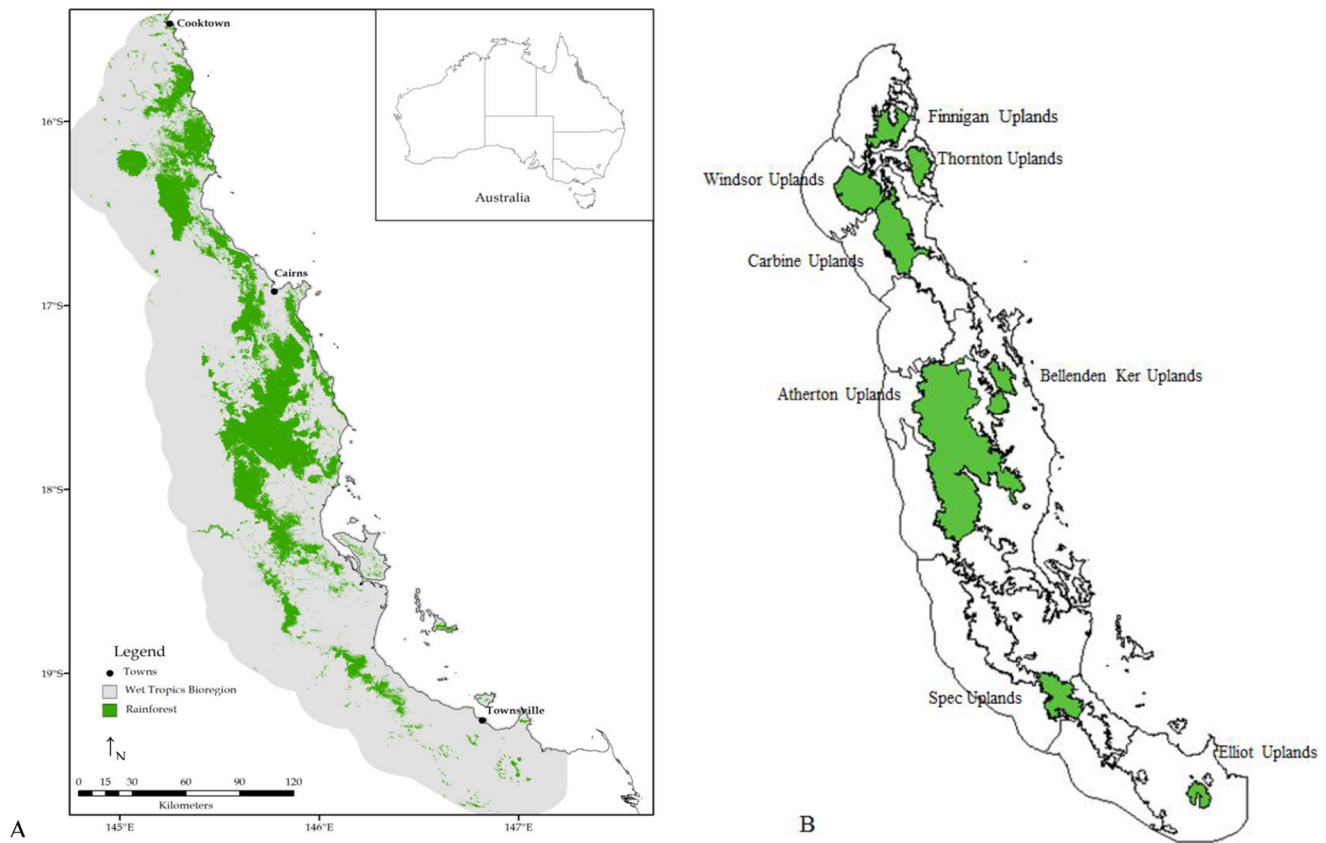 Cooktown
16°S
Cairns
17°S
18°S
19°S
Townsville
Australia
Legend
Towns
Wet Tropics Bioregion
Rainforest
N
0 15 30 60 90 120
Kilometers
145°E
146°E
147°E
A
Finnigan Uplands
Thornton Uplands
Windsor Uplands
Carbine Uplands
Bellenden Ker Uplands
Atherton Uplands
Spec Uplands
Elliot Uplands
B